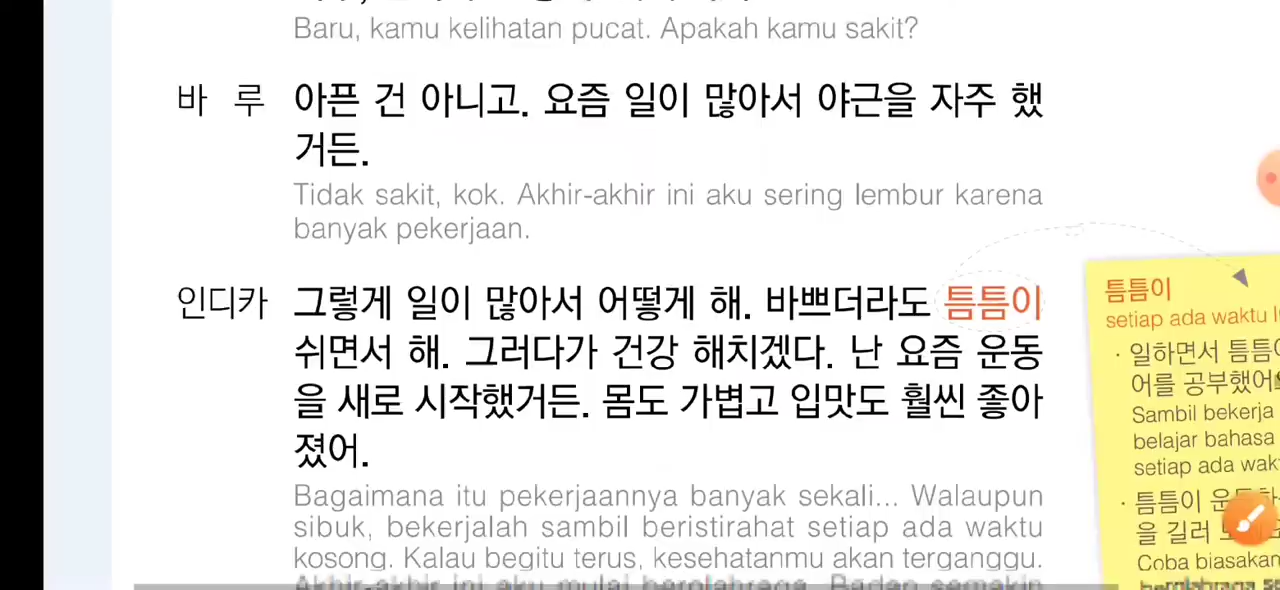 Baru, kamu kelihatan pucat. Apakah kamu sakit?
바 루 아픈 건 아니고. 요즘 일이 많아서 야근을 자주 했
거든.
Tidak sakit, kok. Akhir-akhir ini aku sering lembur karena
banyak pekerjaan.
인디카 그렇게 일이 많아서 어떻게 해. 바쁘더라도 틈틈이
쉬면서 해. 그러다가 건강 해치겠다. 난 요즘 운동
을 새로 시작했거든. 몸도 가볍고 입맛도 훨씬 좋아
졌어.
Bagaimana itu pekerjaannya banyak sekali... Walaupun
sibuk, bekerjalah sambil beristirahat setiap ada waktu
kosong. Kalau begitu terus, kesehatanmu akan terganggu.
Akhir-akhir ini aku mulai berolahraga. Badan semakin
틈틈이
setiap ada waktu
· 일하면서
어를 공부했어
Sambil bekerja
belajar bahasa
setiap ada
· 틈틈이
을 길러
Coba biasakan